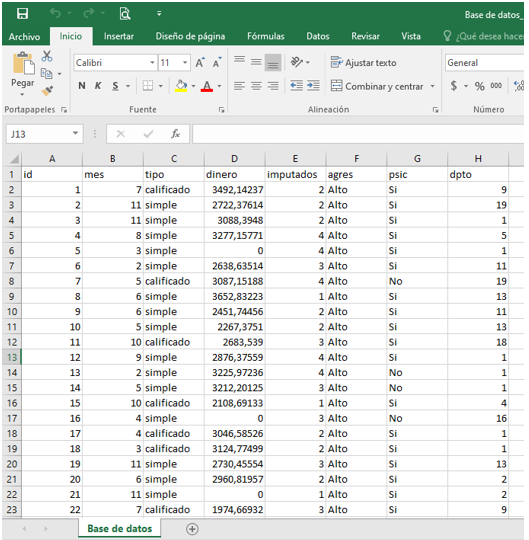 Base de datos_
Archivo Inicio Insertar Diseño de página Fórmulas Datos Revisar Vista ¿Qué desea hacer
Pegar
Calibri 11 A A Ajustar texto General
N K S A Combinar y centrar $ % 000
Portapapeles Fuente Alineación Número
J13 fx
A B C D E F G H
1 id mes tipo dinero imputados agres psic dpto
2 1 7 calificado 3492,14237 2 Alto Si 9
3 2 11 simple 2722,37614 2 Alto Si 19
4 3 11 simple 3088,3948 2 Alto Si 1
5 4 8 simple 3277,15771 4 Alto Si 5
6 5 3 simple 0 4 Alto Si 1
7 6 2 simple 2638,63514 3 Alto Si 11
8 7 5 calificado 3087,15188 4 Alto No 19
9 8 6 simple 3652,83223 1 Alto Si 13
10 9 6 simple 2451,74456 2 Alto Si 11
11 10 5 simple 2267,3751 2 Alto Si 13
12 11 10 calificado 2683,539 3 Alto Si 18
13 12 9 simple 2876,37559 4 Alto Si 1
14 13 2 simple 3225,97236 4 Alto No 1
15 14 5 simple 3212,20125 3 Alto No 1
16 15 10 calificado 2108,69133 1 Alto Si 4
17 16 4 simple 0 3 Alto No 16
18 17 4 calificado 3046,58526 2 Alto Si 1
19 18 3 calificado 3124,77499 2 Alto Si 1
20 19 11 simple 2730,45554 3 Alto Si 13
21 20 6 simple 2960,81957 2 Alto Si 2
22 21 11 simple 0 1 Alto Si 2
23 22 7 calificado 1974,66932 3 Alto Si 9
Base de datos